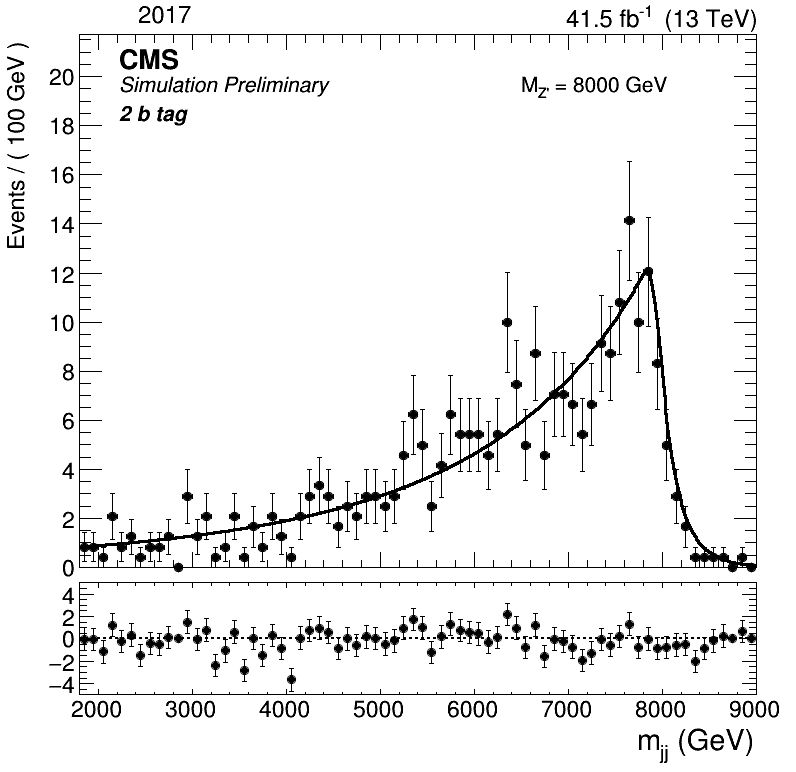 2017 41.5 fb⁻¹ (13 TeV)
CMS
Simulation Preliminary
2 b tag
M_Z' = 8000 GeV
Events / ( 100 GeV )
20
18
16
14
12
10
8
6
4
2
0
4
2
0
−2
−4
2000 3000 4000 5000 6000 7000 8000 9000
m_jj (GeV)